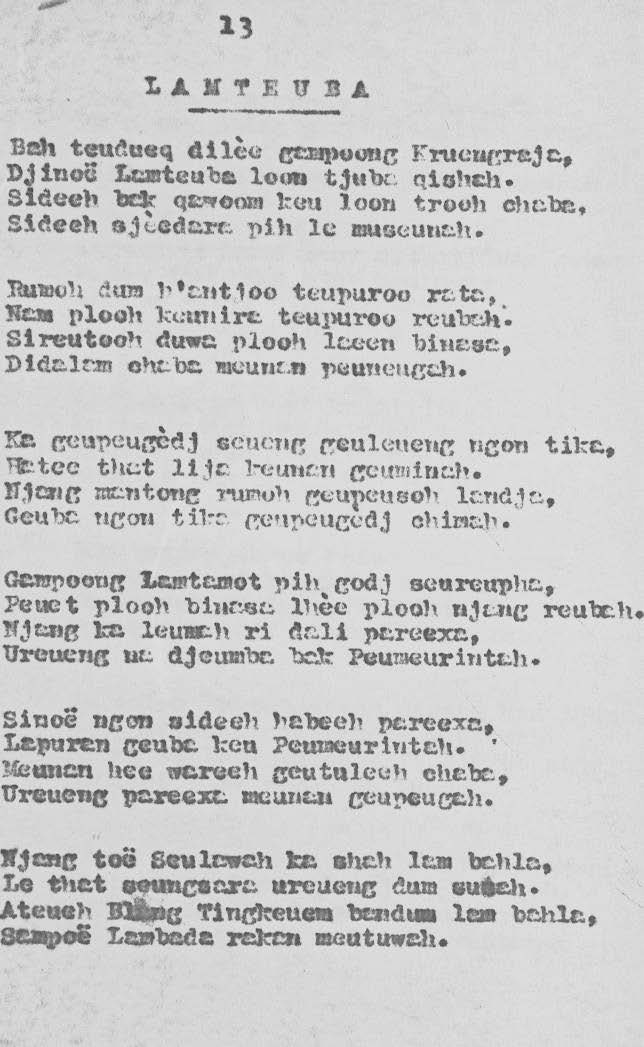 13
LAMTEUBA
Bah teudueq dilèe gampoong Kruengraja,
Djinoë Lamteuba loon tjuba qishah.
Sideeh bak qawoom keu loon trooh chaba,
Sideeh sjèedara pih le museunah.
Rumoh dum h'antjoo teupuroo rata,
Nam plooh keunira teupuroo reubah.
Sireutooh duwa plooh laeen binasa,
Didalam chaba meunan peuneugah.
Ka geupeugèdj seueng geuleueng ngon tika,
Hatee that lija keunan geuminah.
Njang mantong rumoh geupeusoh landja,
Geuba ngon tika geupeugèdj chimah.
Gampoong Lamtamot pih godj seureupha,
Peuet plooh binasa lhèe plooh njang reubah.
Njang ka leumah ri dali pareexa,
Ureueng na djeumba bak Peumeurintah.
Sinoë ngon sideeh habeeh pareexa,
Lapuran geuba keu Peumeurintah.
Meunan hee wareeh geutuleeh chaba,
Ureueng pareexa meunan geupeugah.
Njang toë Seulawah ka shah lam bahla,
Le that seungsara ureueng dum susah.
Ateueh Blang Tingkeuem bandum lam bahla,
Sampoë Lambada rakan meutuwah.